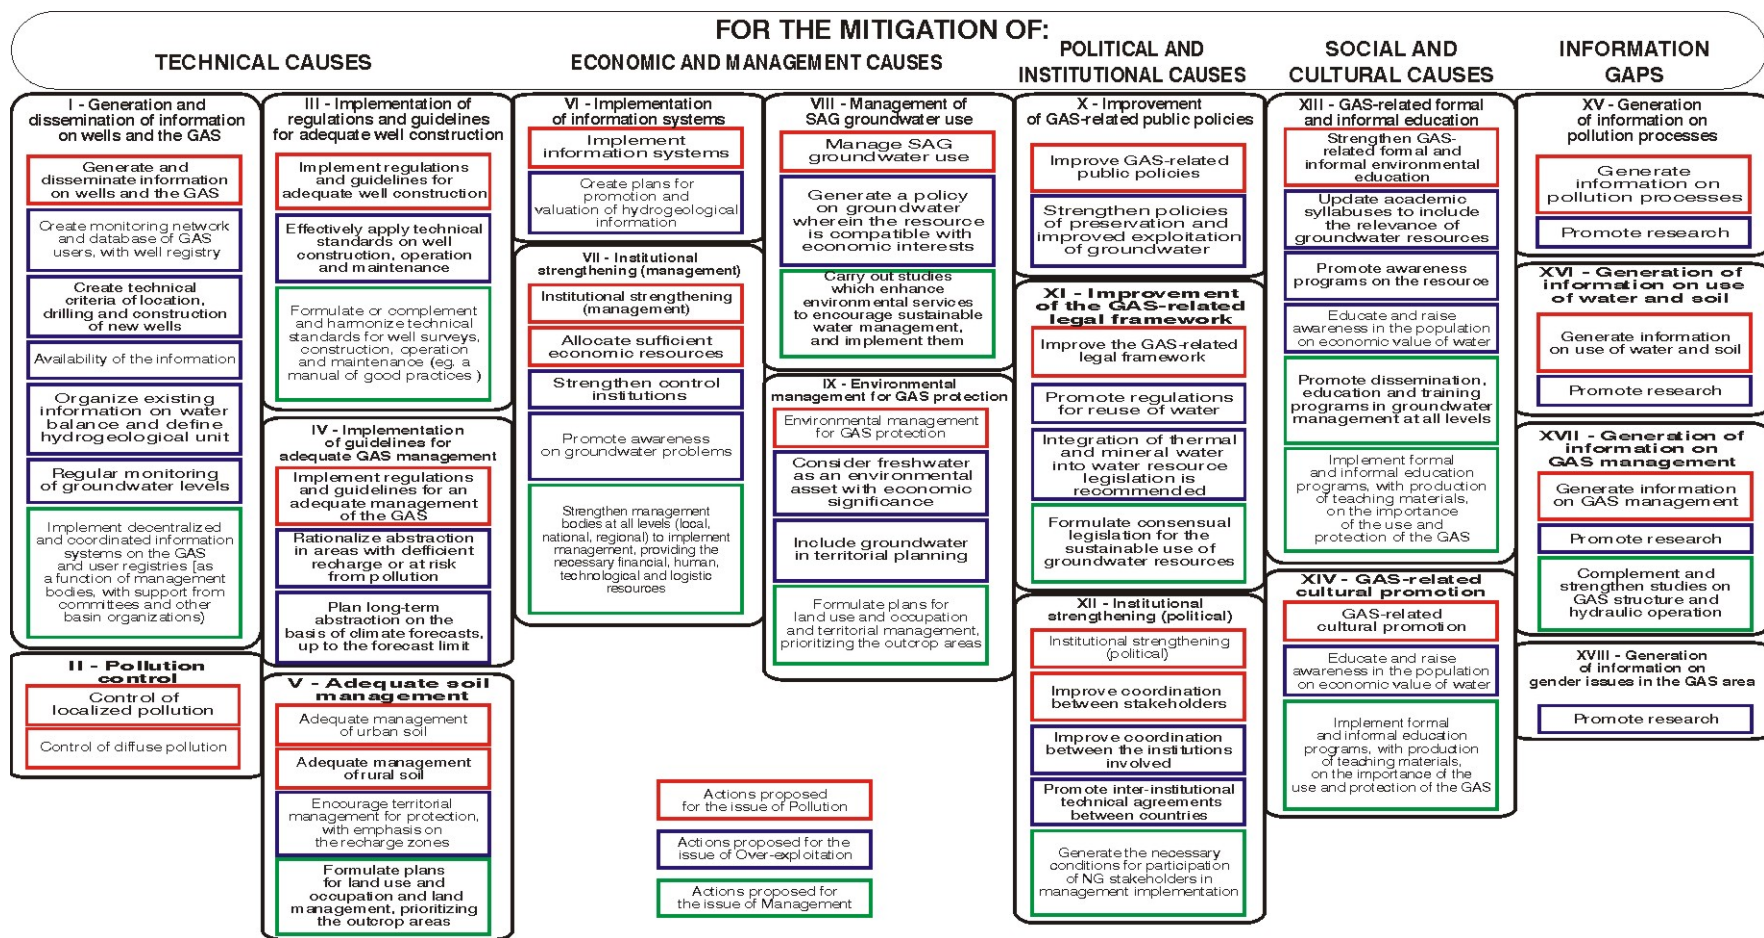 FOR THE MITIGATION OF:
TECHNICAL CAUSES
ECONOMIC AND MANAGEMENT CAUSES
POLITICAL AND
INSTITUTIONAL CAUSES
SOCIAL AND
CULTURAL CAUSES
INFORMATION
GAPS
I - Generation and
dissemination of information
on wells and the GAS
Generate and
disseminate information
on wells and the GAS
Create monitoring network
and database of GAS
users, with well registry
Create technical
criteria of location,
drilling and construction
of new wells
Availability of the information
Organize existing
information on water
balance and define
hydrogeological unit
Regular monitoring
of groundwater levels
Implement decentralized
and coordinated information
systems on the GAS
and user registries [as
a function of management
bodies, with support from
committees and other
basin organizations)
II - Pollution
control
Control of
localized pollution
Control of diffuse pollution
III - Implementation of
regulations and guidelines
for adequate well construction
Implement regulations
and guidelines for
adequate well construction
Effectively apply technical
standards on well
construction, operation
and maintenance
Formulate or complement
and harmonize technical
standards for well surveys,
construction, operation
and maintenance (eg. a
manual of good practices )
IV - Implementation
of guidelines for
adequate GAS management
Implement regulations
and guidelines for an
adequate management
of the GAS
Rationalize abstraction
in areas with defficient
recharge or at risk
from pollution
Plan long-term
abstraction on the
basis of climate forecasts,
up to the forecast limit
V - Adequate soil
management
Adequate management
of urban soil
Adequate management
of rural soil
Encourage territorial
management for protection,
with emphasis on
the recharge zones
Formulate plans
for land use and
occupation and land
management, prioritizing
the outcrop areas
VI - Implementation
of information systems
Implement
information systems
Create plans for
promotion and
valuation of hydrogeological
information
VII - Institutional
strengthening (management)
Institutional strengthening
(management)
Allocate sufficient
economic resources
Strengthen control
institutions
Promote awareness
on groundwater problems
Strengthen management
bodies at all levels (local,
national, regional) to implement
management, providing the
necessary financial, human,
technological and logistic
resources
VIII - Management of
SAG groundwater use
Manage SAG
groundwater use
Generate a policy
on groundwater
wherein the resource
is compatible with
economic interests
Carry out studies
which enhance
environmental services
to encourage sustainable
water management,
and implement them
IX - Environmental
management for GAS protection
Environmental management
for GAS protection
Consider freshwater
as an environmental
asset with economic
significance
Include groundwater
in territorial planning
Formulate plans for
land use and occupation
and territorial management,
prioritizing the outcrop areas
X - Improvement
of GAS-related public policies
Improve GAS-related
public policies
Strengthen policies
of preservation and
improved exploitation
of groundwater
XI - Improvement
of the GAS-related
legal framework
Improve the GAS-related
legal framework
Promote regulations
for reuse of water
Integration of thermal
and mineral water
into water resource
legislation is
recommended
Formulate consensual
legislation for the
sustainable use of
groundwater resources
XII - Institutional
strengthening (political)
Institutional strengthening
(political)
Improve coordination
between stakeholders
Improve coordination
between the institutions
involved
Promote inter-institutional
technical agreements
between countries
Generate the necessary
conditions for participation
of NG stakeholders in
management implementation
XIII - GAS-related formal
and informal education
Strengthen GAS-
related formal and
informal environmental
education
Update academic
syllabuses to include
the relevance of
groundwater resources
Promote awareness
programs on the resource
Educate and raise
awareness in the population
on economic value of water
Promote dissemination,
education and training
programs in groundwater
management at all levels
Implement formal
and informal education
programs, with production
of teaching materials,
on the importance
of the use and
protection of the GAS
XIV - GAS-related
cultural promotion
GAS-related
cultural promotion
Educate and raise
awareness in the population
on economic value of water
Implement formal
and informal education
programs, with production
of teaching materials,
on the importance of the
use and protection of the GAS
XV - Generation
of information on
pollution processes
Generate
information on
pollution processes
Promote research
XVI - Generation of
information on use
of water and soil
Generate information
on use of water and soil
Promote research
XVII - Generation of
information on
GAS management
Generate information
on GAS management
Promote research
Complement and
strengthen studies on
GAS structure and
hydraulic operation
XVIII - Generation
of information on
gender issues in the GAS area
Promote research
Actions proposed
for the issue of Pollution
Actions proposed for the
issue of Over-exploitation
Actions proposed for
the issue of Management